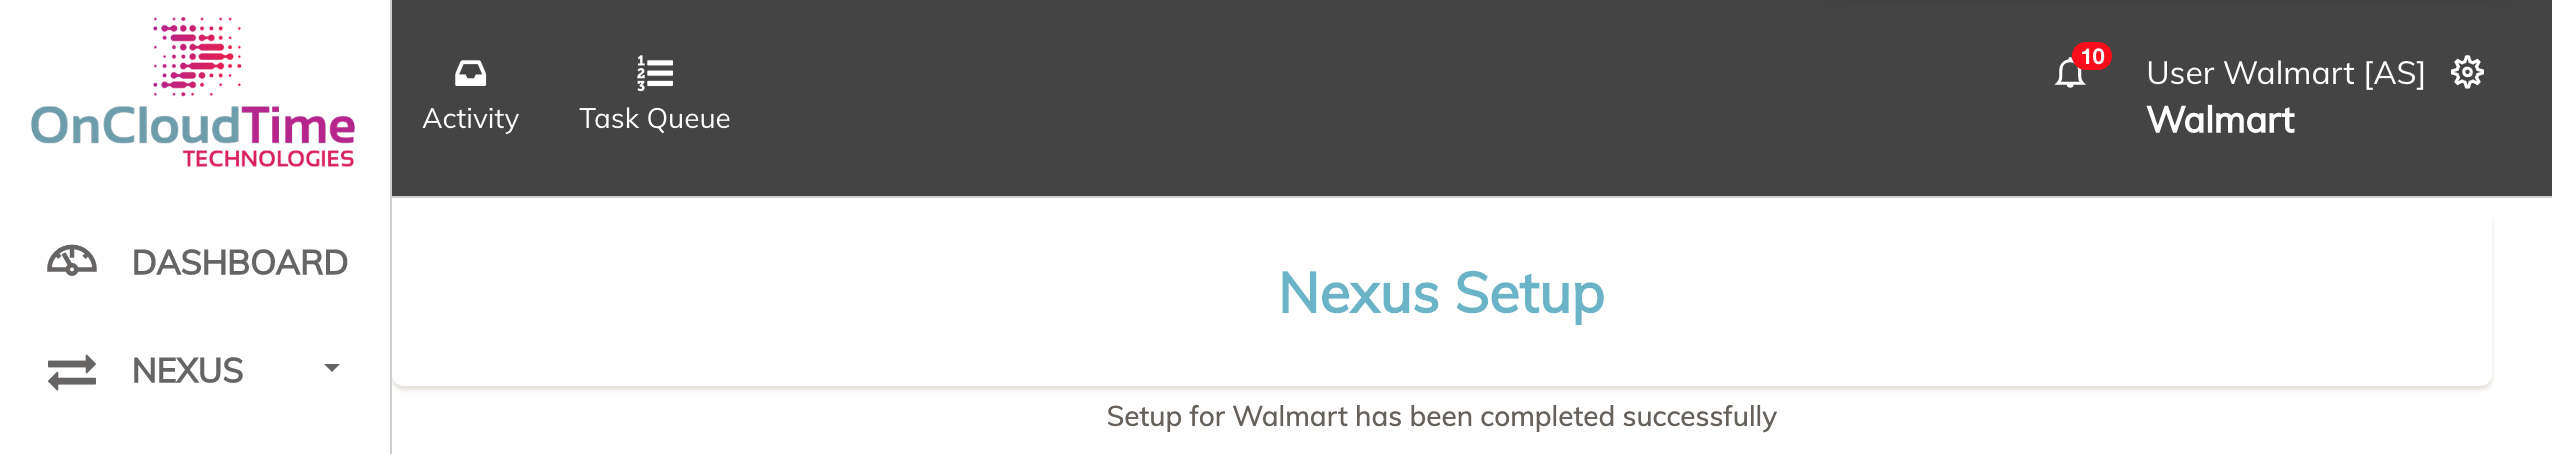 OnCloudTime
TECHNOLOGIES
Activity
Task Queue
10
User Walmart [AS]
Walmart
DASHBOARD
NEXUS
Nexus Setup
Setup for Walmart has been completed successfully